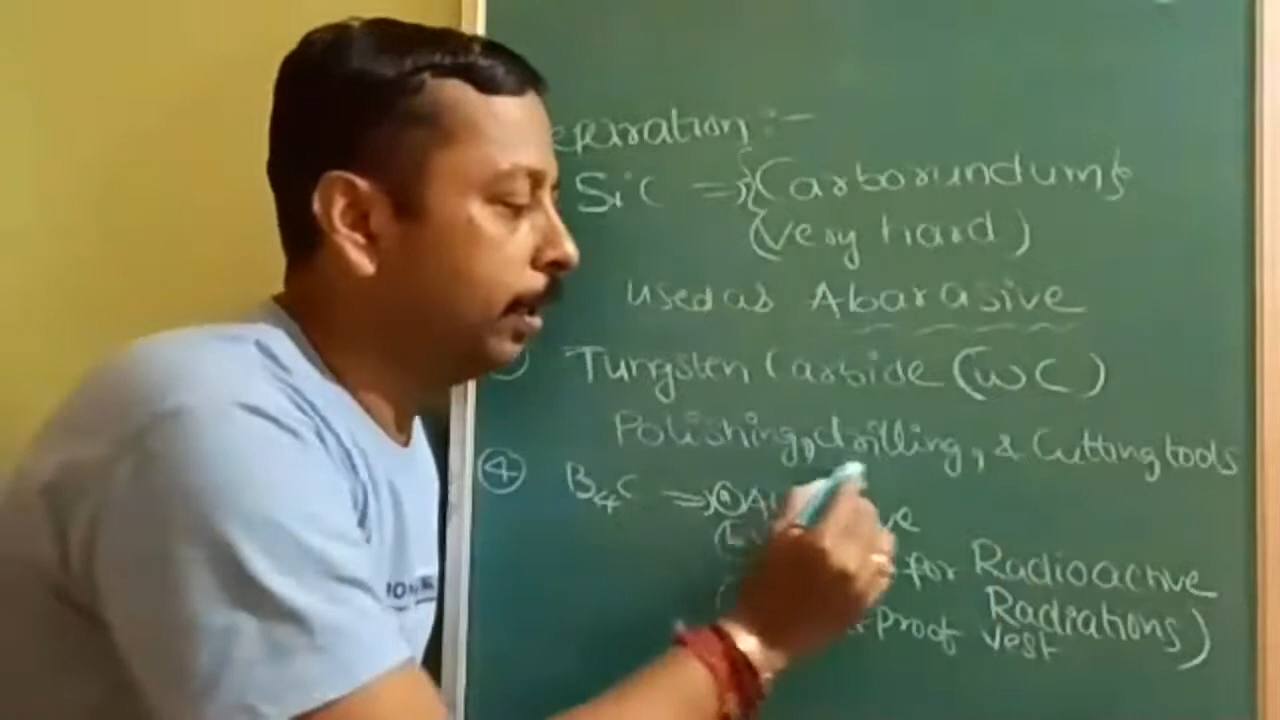 eparation :-
SiC => {Carborundum}
(very hard)
used as Abarasive
Tungsten Carbide (WC)
Polishing, drilling, & Cutting tools
④ B4C =>
for Radioactive
Radiations)
proof vest